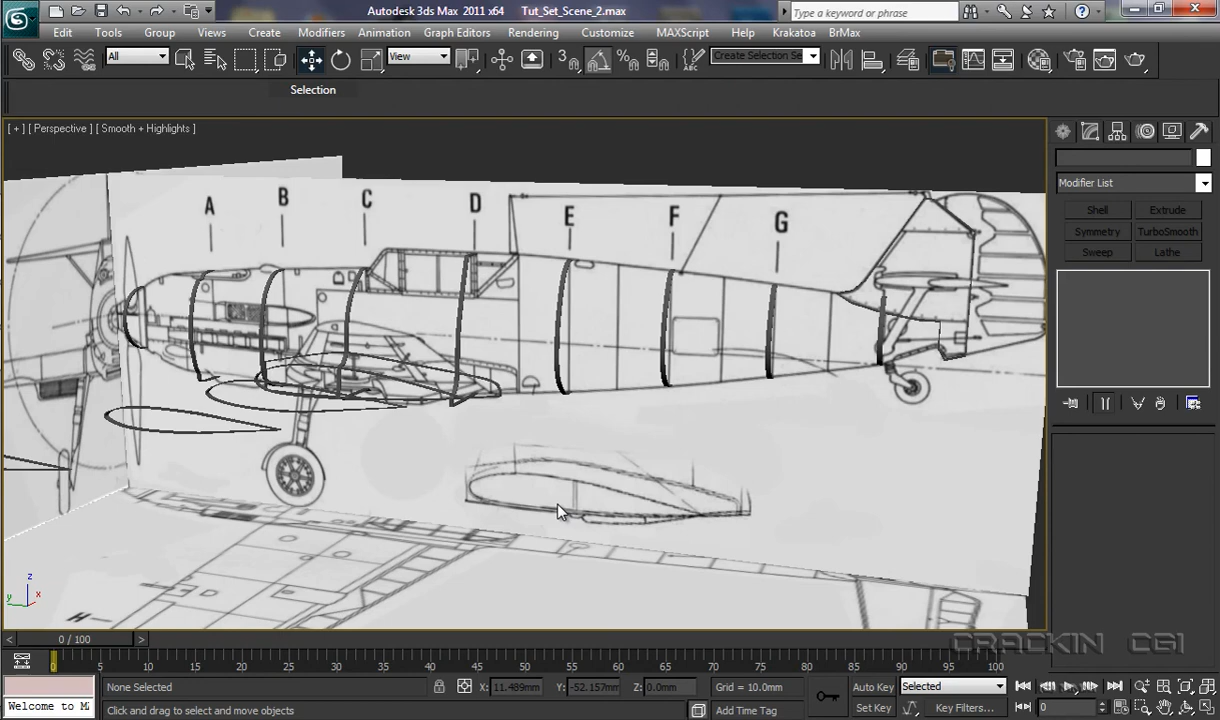 Autodesk 3ds Max 2011 x64 Tut_Set_Scene_2.max
Type a keyword or phrase
Edit Tools Group Views Create Modifiers Animation Graph Editors Rendering Customize MAXScript Help Krakatoa BrMax
All View 3 Create Selection Se
Selection
[ + ] [ Perspective ] [ Smooth + Highlights ]
A B C D E F G
H
z
y x
Modifier List
Shell Extrude
Symmetry TurboSmooth
Sweep Lathe
CRACKIN CGI
< 0 / 100 >
0 5 10 15 20 25 30 35 40 45 50 55 60 65 70 75 80 85 90 95 100
None Selected X: 11.489mm Y: -52.157mm Z: 0.0mm Grid = 10.0mm Auto Key Selected
Welcome to MA Click and drag to select and move objects Add Time Tag Set Key Key Filters... 0